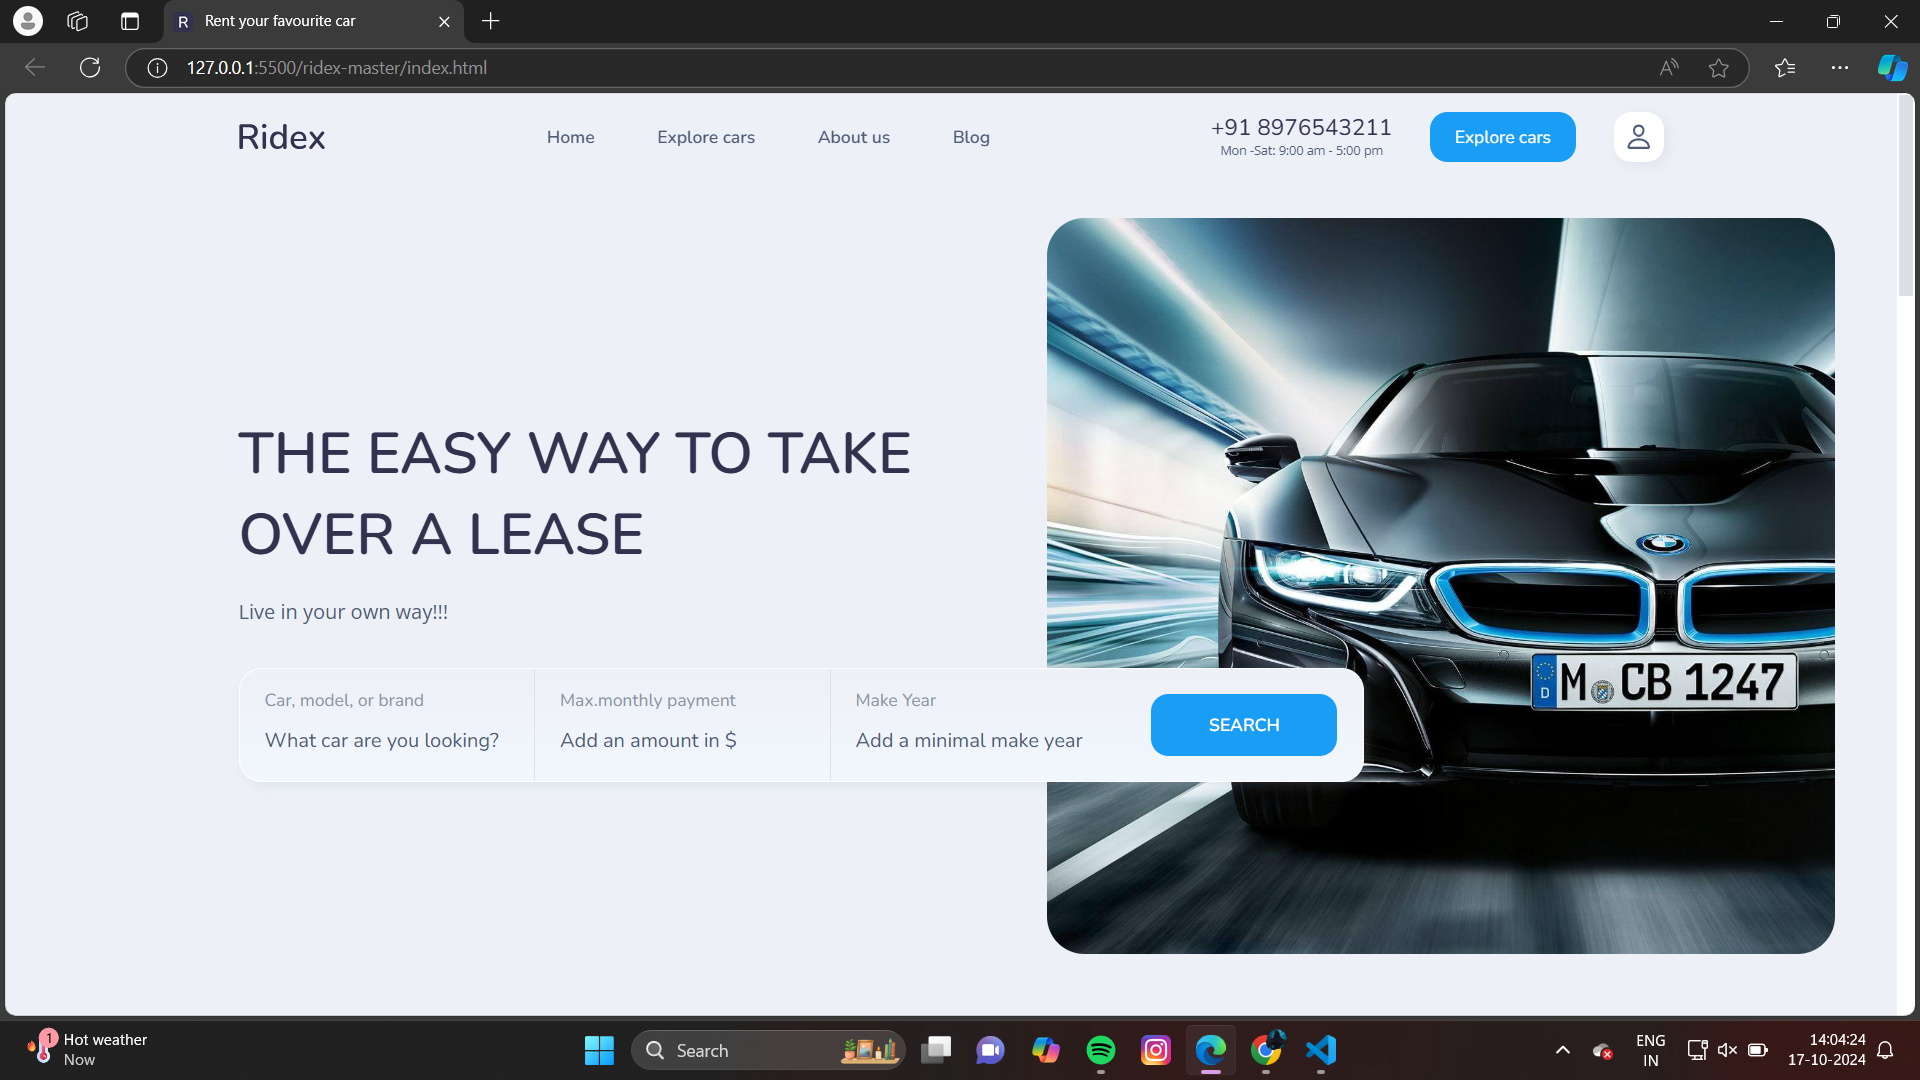 R Rent your favourite car
127.0.0.1:5500/ridex-master/index.html
Ridex
Home
Explore cars
About us
Blog
+91 8976543211
Mon -Sat: 9:00 am - 5:00 pm
Explore cars
THE EASY WAY TO TAKE
OVER A LEASE
Live in your own way!!!
Car, model, or brand
What car are you looking?
Max.monthly payment
Add an amount in $
Make Year
Add a minimal make year
SEARCH
D M CB 1247
1
Hot weather
Now
Search
ENG
IN
14:04:24
17-10-2024